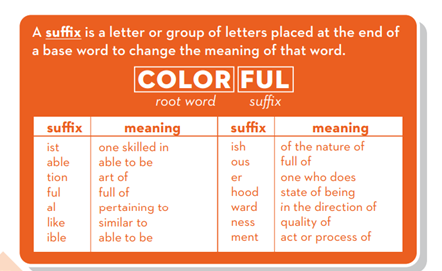 A suffix is a letter or group of letters placed at the end of
a base word to change the meaning of that word.
COLOR FUL
root word suffix
suffix meaning suffix meaning
ist one skilled in ish of the nature of
able able to be ous full of
tion art of er one who does
ful full of hood state of being
al pertaining to ward in the direction of
like similar to ness quality of
ible able to be ment act or process of